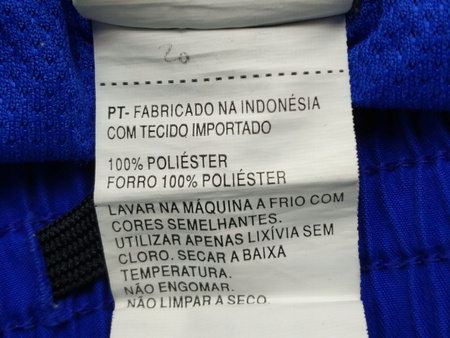 20
PT- FABRICADO NA INDONÉSIA
COM TECIDO IMPORTADO
100% POLIÉSTER
FORRO 100% POLIÉSTER
LAVAR NA MÁQUINA A FRIO COM
CORES SEMELHANTES.
UTILIZAR APENAS LIXÍVIA SEM
CLORO. SECAR A BAIXA
TEMPERATURA.
NÃO ENGOMAR.
NÃO LIMPAR A SECO.